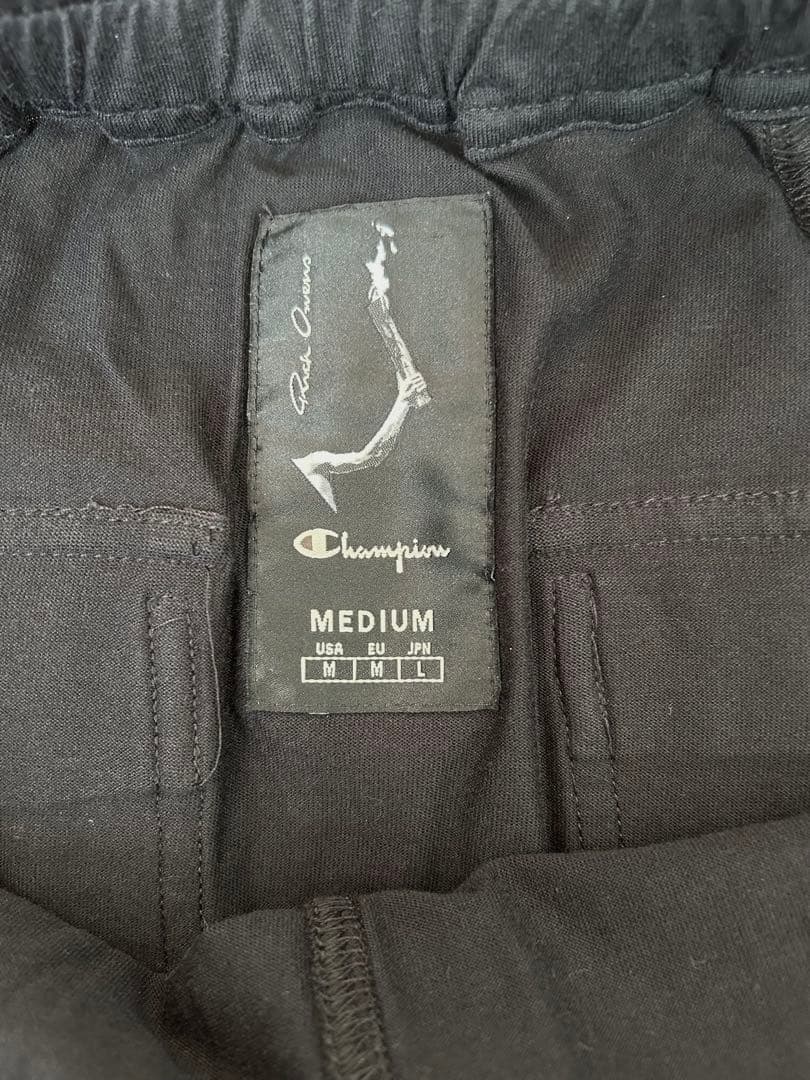 Rick Owens
Champion
MEDIUM
USA EU JPN
M M L